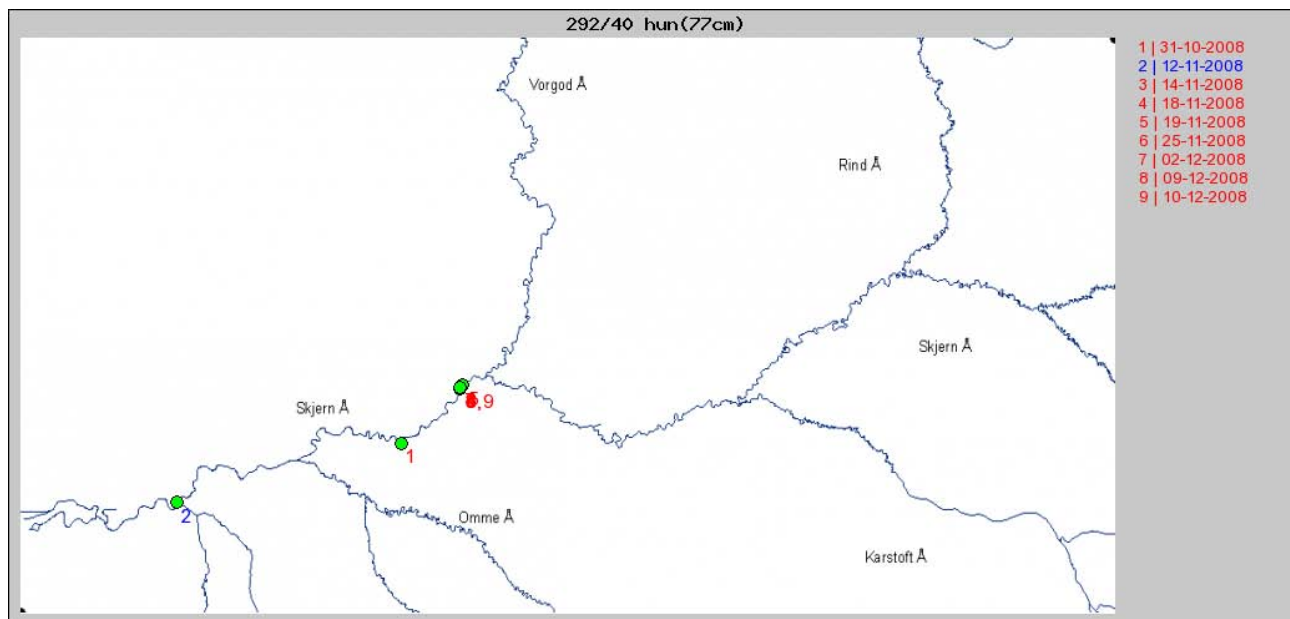 292/40 hun(77cm)
1 | 31-10-2008
2 | 12-11-2008
3 | 14-11-2008
4 | 18-11-2008
5 | 19-11-2008
6 | 25-11-2008
7 | 02-12-2008
8 | 09-12-2008
9 | 10-12-2008
Vorgod Å
Rind Å
Skjern Å
Skjern Å
,9
1
2
Omme Å
Karstoft Å